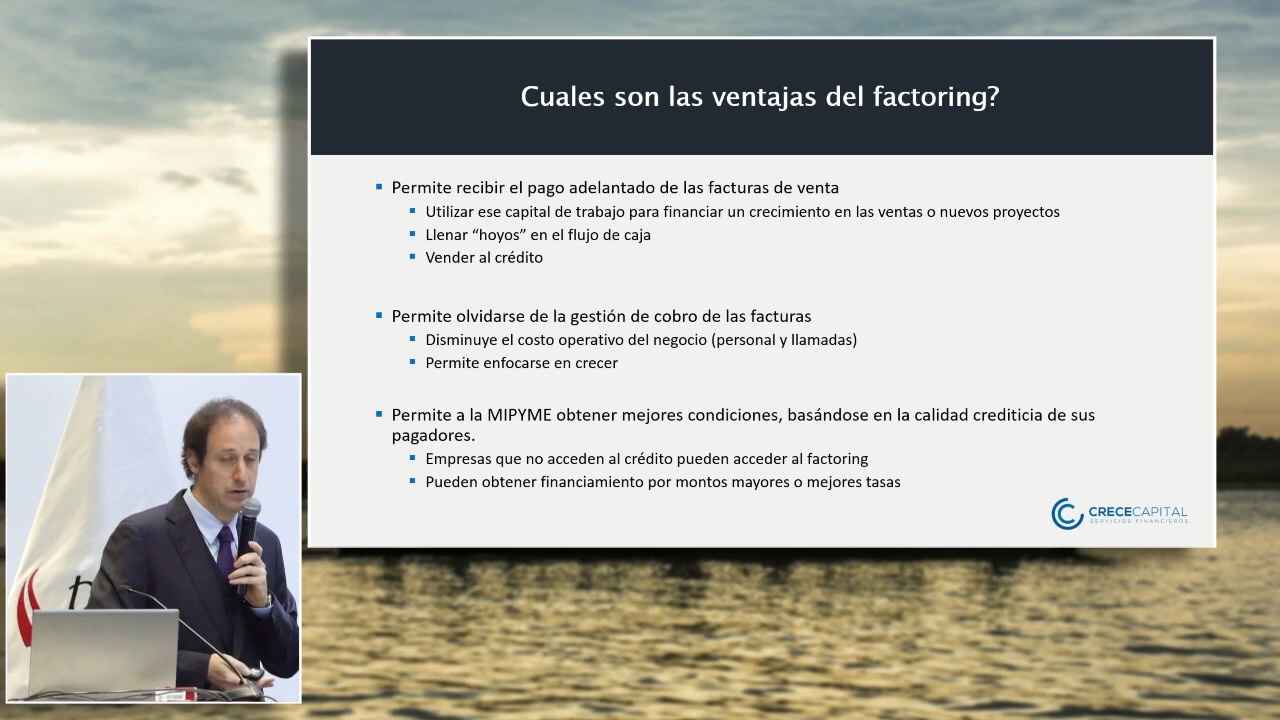 Cuales son las ventajas del factoring?
Permite recibir el pago adelantado de las facturas de venta
Utilizar ese capital de trabajo para financiar un crecimiento en las ventas o nuevos proyectos
Llenar “hoyos” en el flujo de caja
Vender al crédito
Permite olvidarse de la gestión de cobro de las facturas
Disminuye el costo operativo del negocio (personal y llamadas)
Permite enfocarse en crecer
Permite a la MIPYME obtener mejores condiciones, basándose en la calidad crediticia de sus
pagadores.
Empresas que no acceden al crédito pueden acceder al factoring
Pueden obtener financiamiento por montos mayores o mejores tasas
CRECECAPITAL
SERVICIOS FINANCIEROS